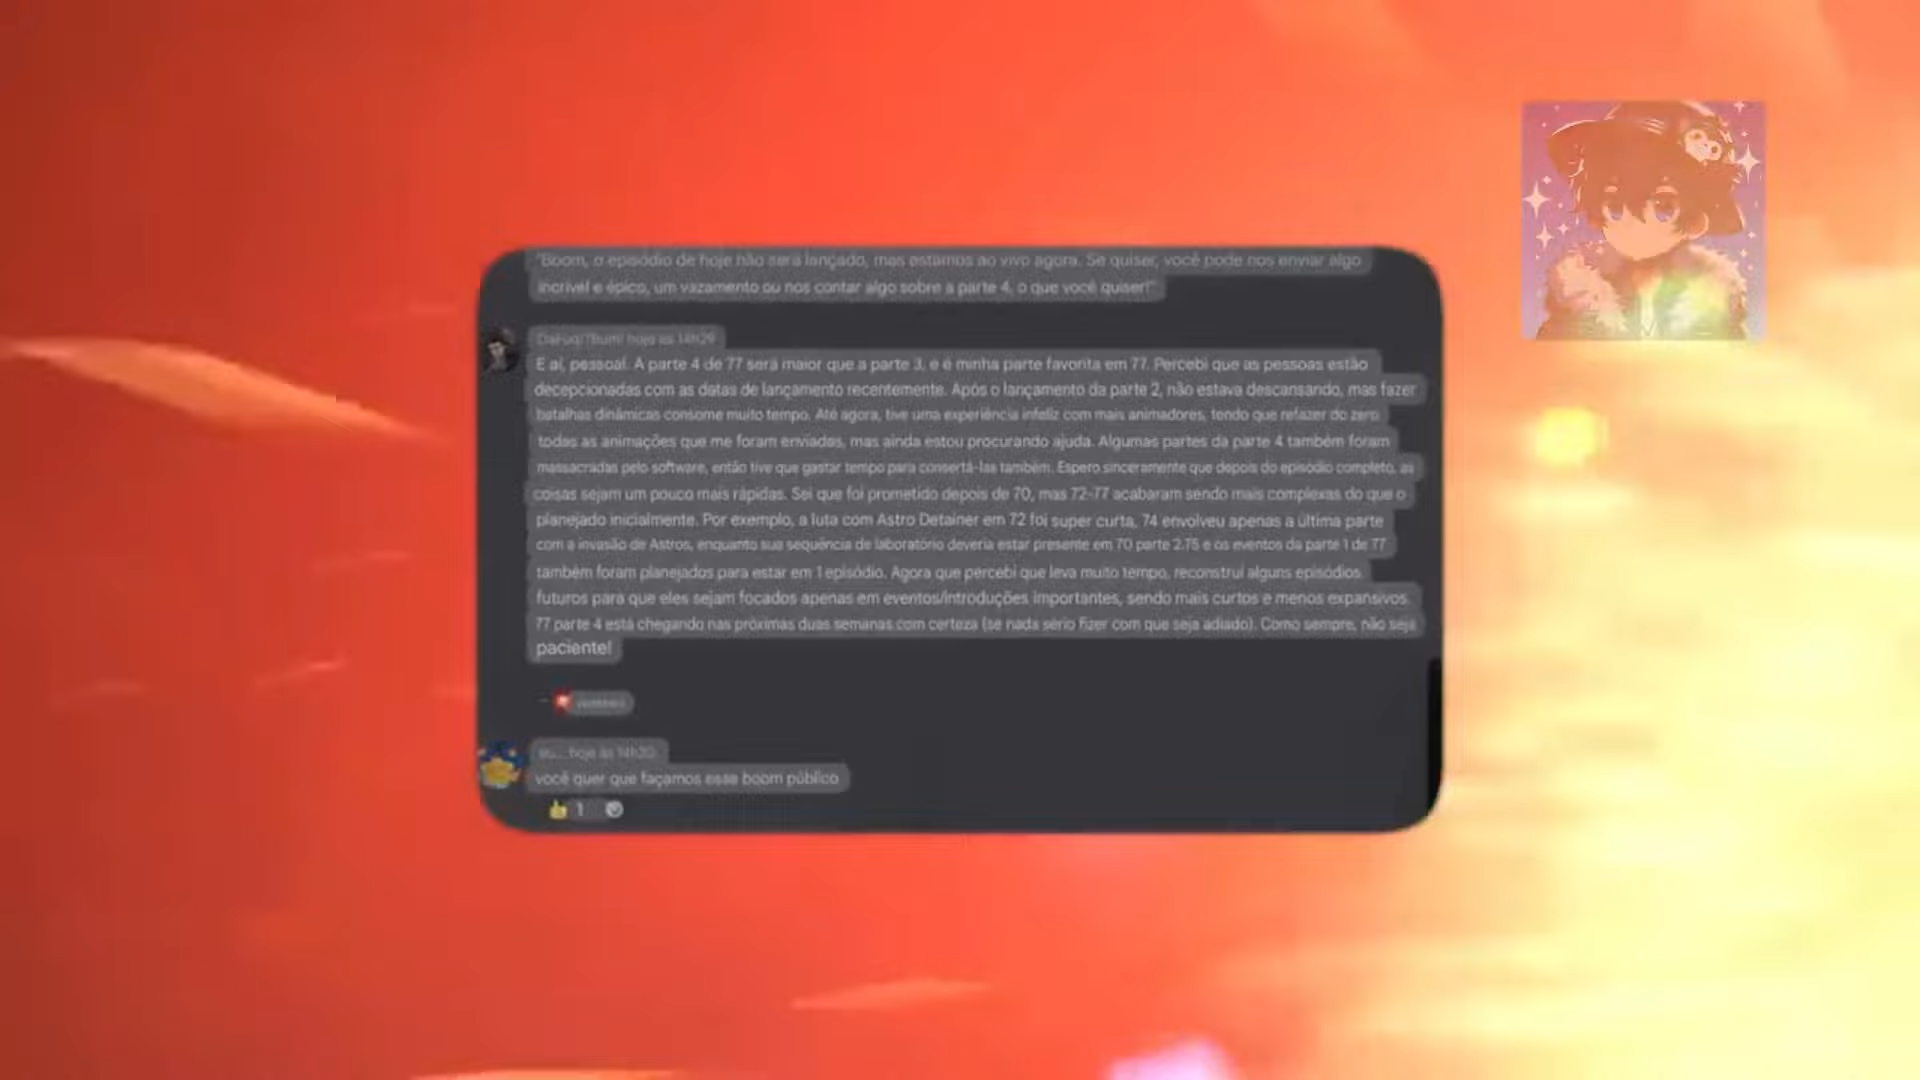 "Boom, o episódio de hoje não será lançado, mas estamos ao vivo agora. Se quiser, você pode nos enviar algo
incrível e épico, um vazamento ou nos contar algo sobre a parte 4, o que você quiser!"
hoje às 14h29
E aí, pessoal. A parte 4 de 77 será maior que a parte 3, e é minha parte favorita em 77. Percebi que as pessoas estão
decepcionadas com as datas de lançamento recentemente. Após o lançamento da parte 2, não estava descansando, mas fazer
batalhas dinâmicas consome muito tempo. Até agora, tive uma experiência infeliz com mais animadores, tendo que refazer do zero
todas as animações que me foram enviadas, mas ainda estou procurando ajuda. Algumas partes da parte 4 também foram
massacradas pelo software, então tive que gastar tempo para consertá-las também. Espero sinceramente que depois do episódio completo, as
coisas sejam um pouco mais rápidas. Sei que foi prometido depois de 70, mas 72-77 acabaram sendo mais complexas do que o
planejado inicialmente. Por exemplo, a luta com Astro Detainer em 72 foi super curta, 74 envolveu apenas a última parte
com a invasão de Astros, enquanto sua sequência de laboratório deveria estar presente em 70 parte 2.75 e os eventos da parte 1 de 77
também foram planejados para estar em 1 episódio. Agora que percebi que leva muito tempo, reconstruí alguns episódios
futuros para que eles sejam focados apenas em eventos/introduções importantes, sendo mais curtos e menos expansivos.
77 parte 4 está chegando nas próximas duas semanas com certeza (se nada sério fizer com que seja adiado). Como sempre, não seja
paciente!
eu... hoje às 14h30
você quer que façamos esse boom público
1